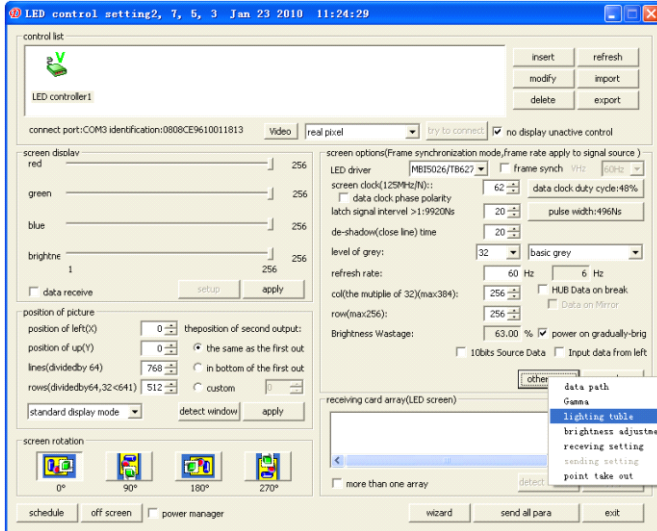 LED control setting2, 7, 5, 3 Jan 23 2010 11:24:29
control list
LED controller1
insert refresh
modify import
delete export
connect port:COM3 identification:0808CE9610011813 Video real pixel try to connect no display unactive control
screen display
red 256
green 256
blue 256
brightne 256
1 256
data receive setup apply
position of picture
position of left(X) 0 theposition of second output:
position of up(Y) 0 the same as the first out
lines(dividedby 64) 768 in bottom of the first out
rows(dividedby64,32<641) 512 custom 0
standard display mode detect window apply
screen rotation
0° 90° 180° 270°
screen options(Frame synchronization mode,frame rate apply to signal source )
LED driver MBI5026/TB627 frame synch YHz 60Hz
screen clock(125MHz/N):: 62 data clock duty cycle:48%
data clock phase polarity
latch signal intervel >1:9920Ns 20 pulse width:496Ns
de-shadow(close line) time 20
level of grey: 32 basic grey
refresh rate: 60 Hz 6 Hz
col(the mutiplie of 32)(max384): 256 HUB Data on break
Data on Mirror
row(max256): 256
Brightness Wastage: 63.00 % power on gradually-brig
10bits Source Data Input data from left
other
receiving card array(LED screen)
more than one array detect
data path
Gamma
lighting tuble
brightness adjustme
receving setting
sending setting
point take out
schedule off screen power manager wizard send all para exit